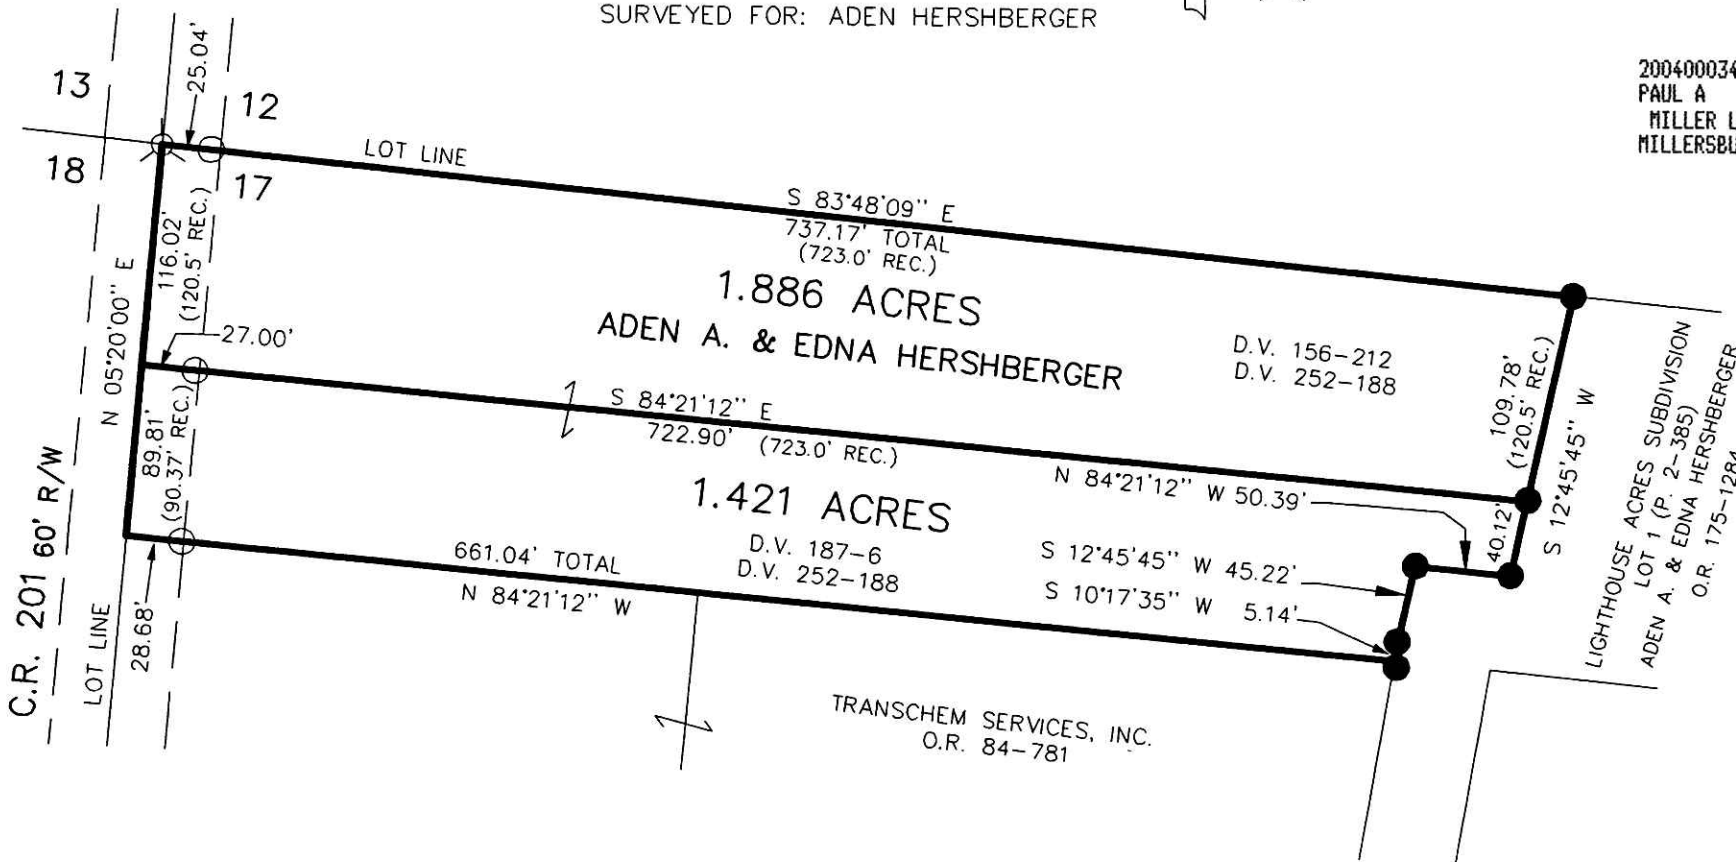 SURVEYED FOR: ADEN HERSHBERGER
200400034
PAUL A
MILLER L
MILLERSBU
13
25.04'
12
18
17
LOT LINE
S 83°48'09" E
737.17' TOTAL
(723.0' REC.)
1.886 ACRES
ADEN A. & EDNA HERSHBERGER
D.V. 156-212
D.V. 252-188
N 05°20'00" E
116.02'
(120.5' REC.)
27.00'
109.78'
(120.5' REC.)
S 12°45'45" W
S 84°21'12" E
722.90' (723.0' REC.)
N 84°21'12" W 50.39'
40.12'
89.81'
(90.37' REC.)
1.421 ACRES
D.V. 187-6
D.V. 252-188
S 12°45'45" W 45.22'
S 10°17'35" W 5.14'
661.04' TOTAL
N 84°21'12" W
C.R. 201 60' R/W
LOT LINE
28.68'
LIGHTHOUSE ACRES SUBDIVISION
LOT 1 (P. 2-385)
ADEN A. & EDNA HERSHBERGER
O.R. 175-1284
TRANSCHEM SERVICES, INC.
O.R. 84-781